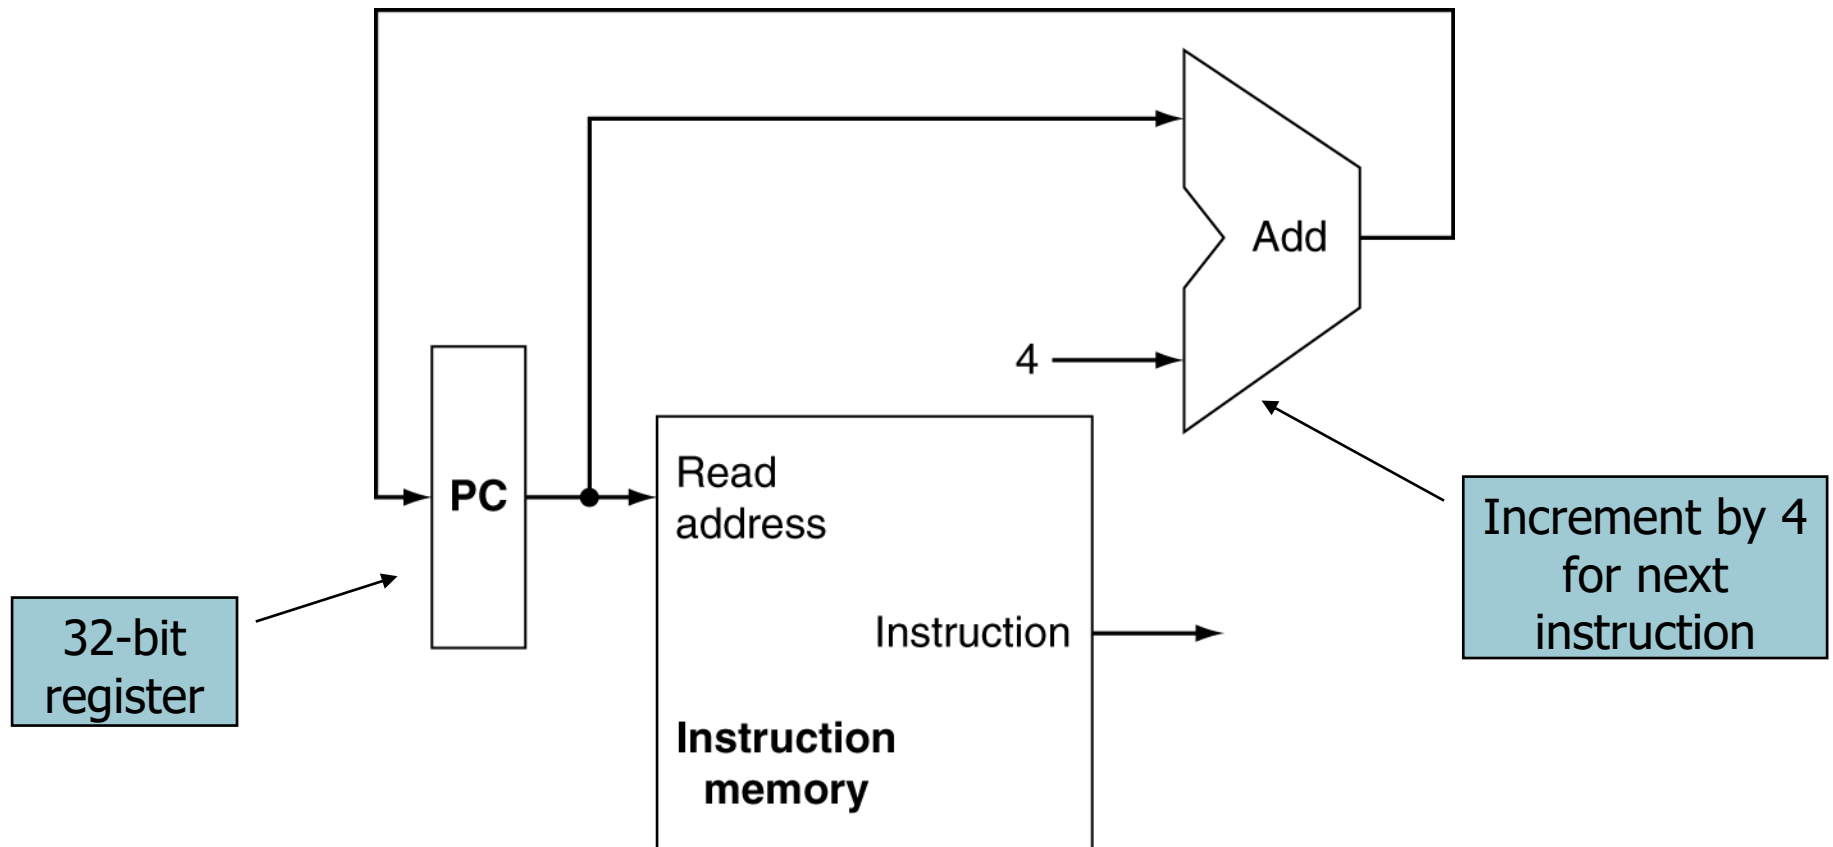 Add
4
PC
Read
address
Instruction
Instruction
memory
32-bit
register
Increment by 4
for next
instruction